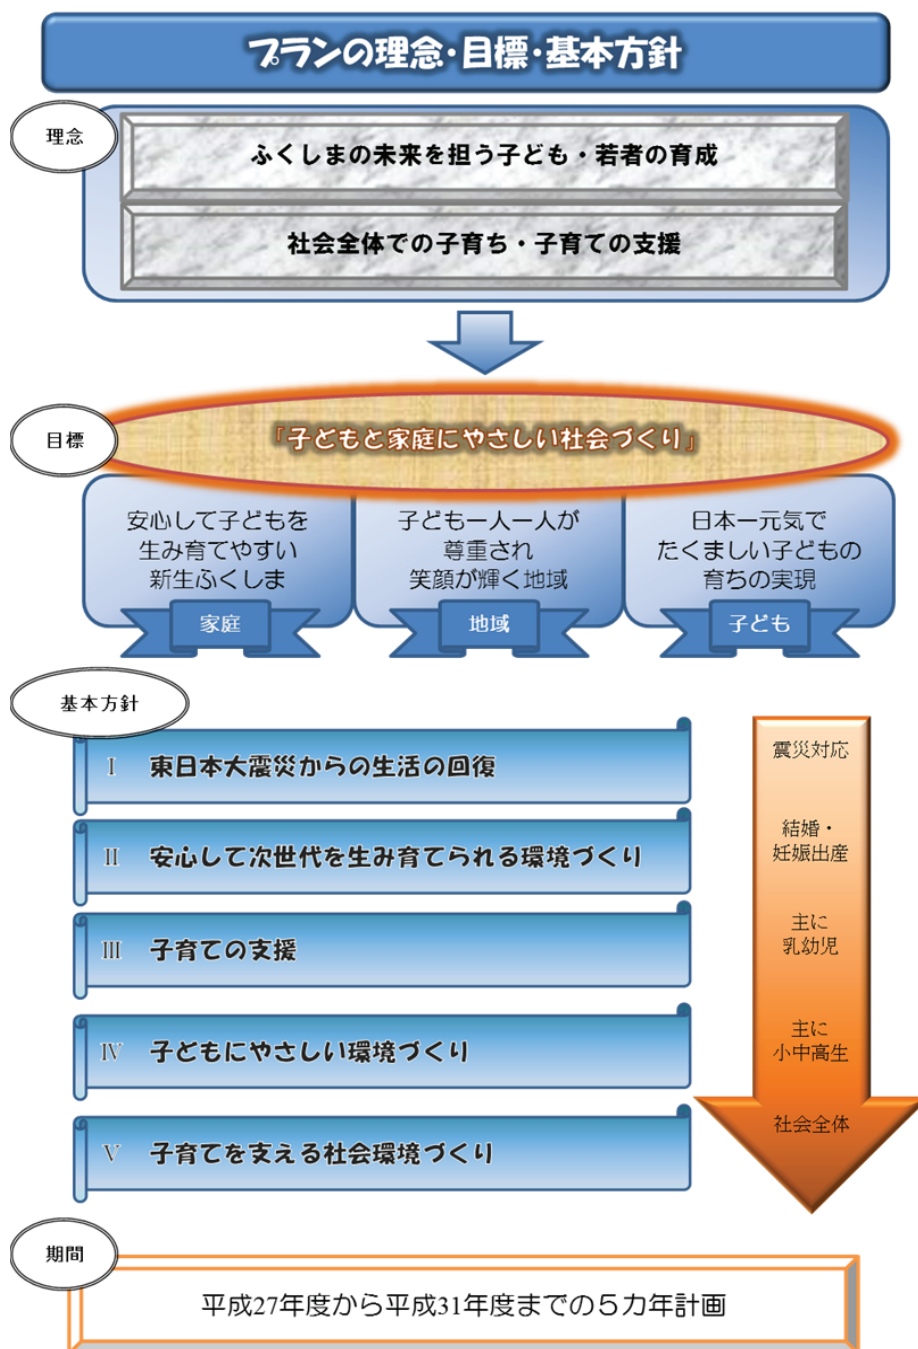 プランの理念・目標・基本方針
理念
ふくしまの未来を担う子ども・若者の育成
社会全体での子育ち・子育ての支援
目標
『子どもと家庭にやさしい社会づくり』
安心して子どもを
生み育てやすい
新生ふくしま
家庭
子ども一人一人が
尊重され
笑顔が輝く地域
地域
日本一元気で
たくましい子どもの
育ちの実現
子ども
基本方針
Ⅰ 東日本大震災からの生活の回復
震災対応
Ⅱ 安心して次世代を生み育てられる環境づくり
結婚・
妊娠出産
Ⅲ 子育ての支援
主に
乳幼児
Ⅳ 子どもにやさしい環境づくり
主に
小中高生
Ⅴ 子育てを支える社会環境づくり
社会全体
期間
平成27年度から平成31年度までの5カ年計画